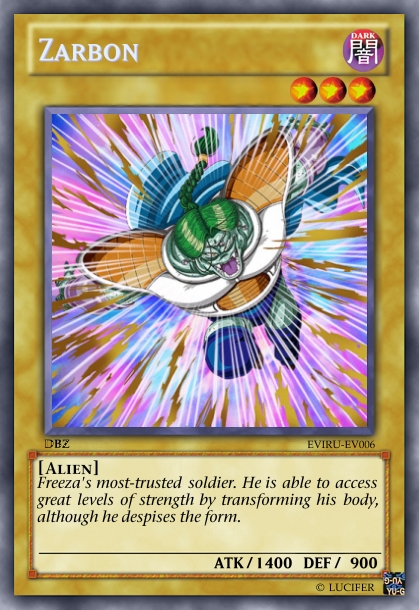 ZARBON
DARK
闇
DBZ
EVIRU-EV006
[ALIEN]
Freeza's most-trusted soldier. He is able to access
great levels of strength by transforming his body,
although he despises the form.
ATK / 1400 DEF / 900
© LUCIFER